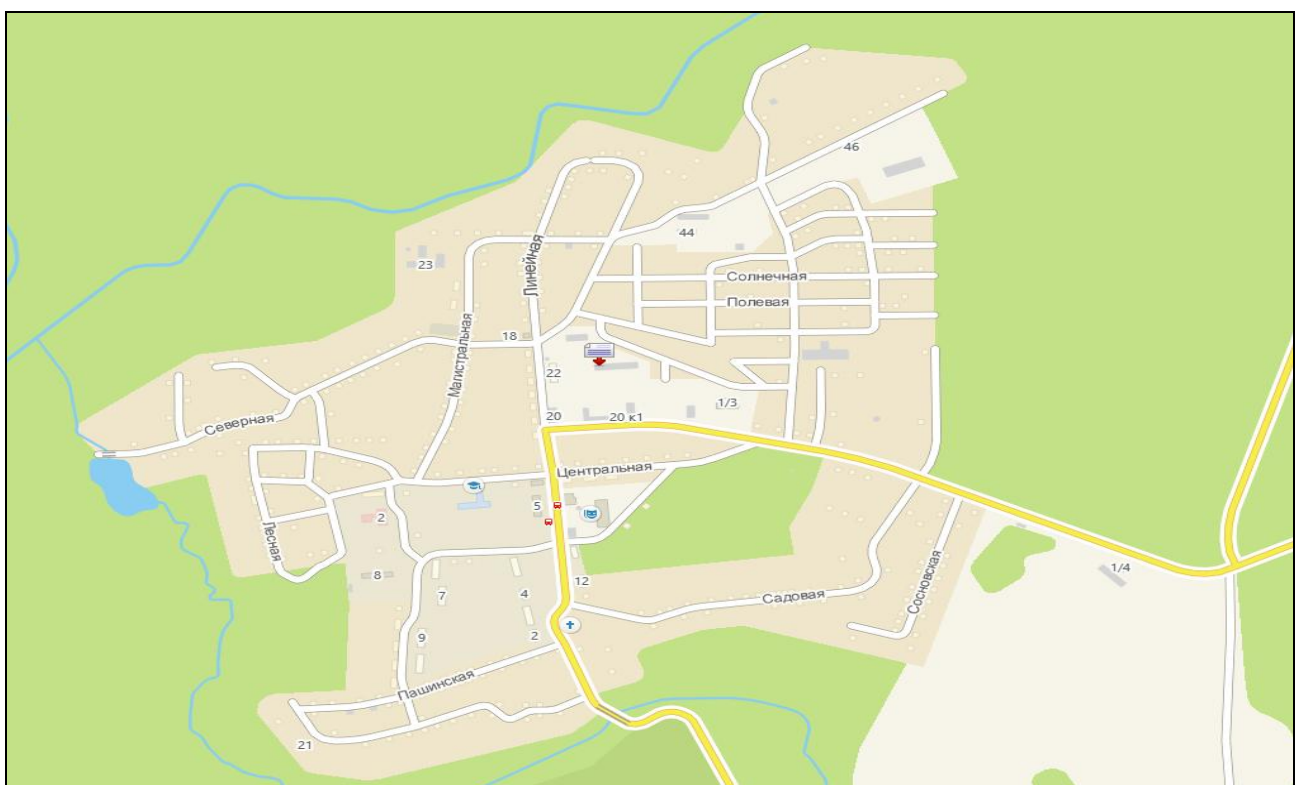 46
44
Линейная
23
Солнечная
Полевая
18
Магистральная
22
1/3
20
20 к1
Северная
Центральная
5
2
Лесная
8
7
4
12
1/4
Садовая
Сосновская
9
2
Пашинская
21